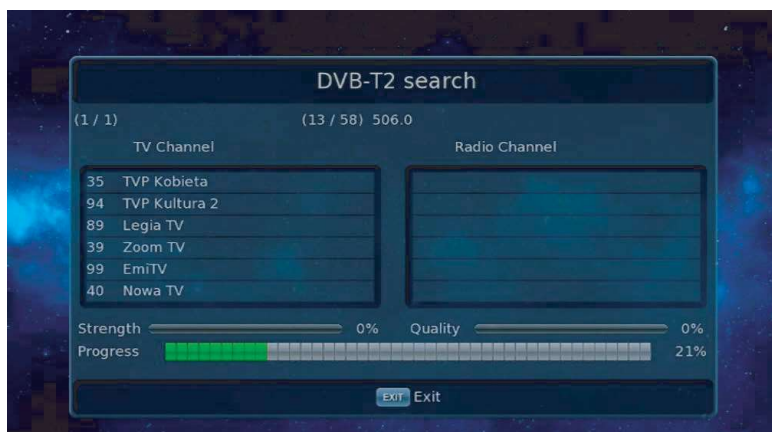 DVB-T2 search
(1 / 1) (13 / 58) 506.0
TV Channel Radio Channel
35 TVP Kobieta
94 TVP Kultura 2
89 Legia TV
39 Zoom TV
99 EmiTV
40 Nowa TV
Strength 0% Quality 0%
Progress 21%
EXIT Exit